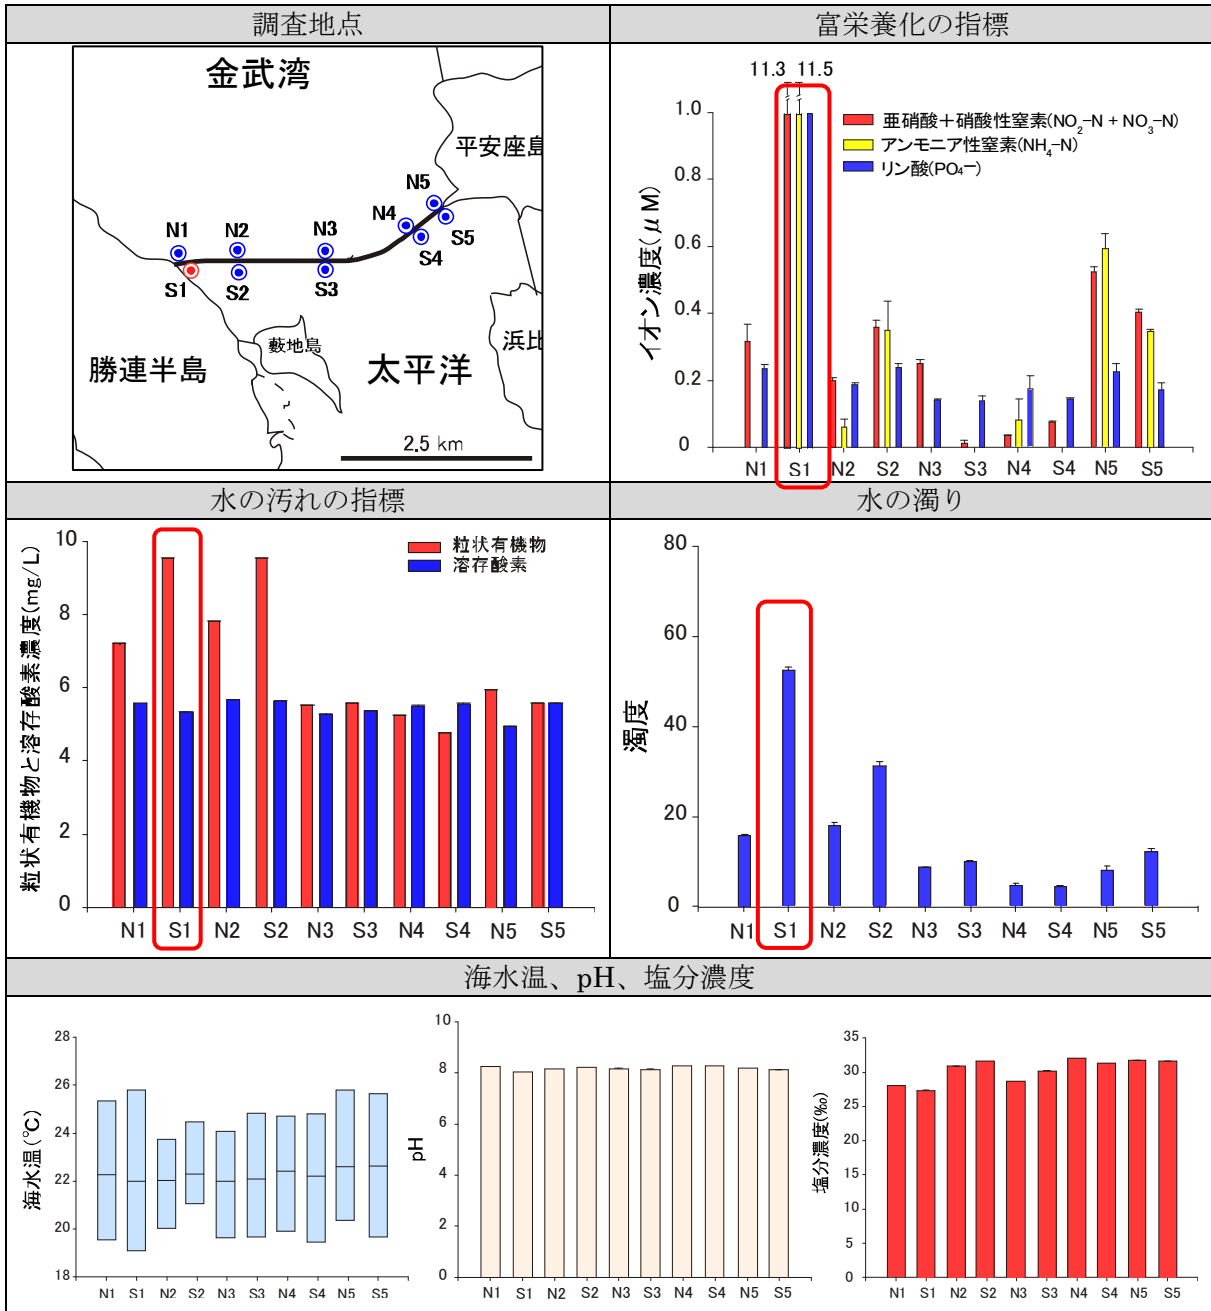 調査地点
金武湾
平安座島
N5
N4
N1
N2
N3
S5
S4
S1
S2
S3
藪地島
浜比
勝連半島
太平洋
2.5 km
富栄養化の指標
11.3 11.5
亜硝酸＋硝酸性窒素(NO₂-N + NO₃-N)
アンモニア性窒素(NH₄-N)
リン酸(PO₄ー)
イオン濃度(μM)
1.0
0.8
0.6
0.4
0.2
0
N1 S1 N2 S2 N3 S3 N4 S4 N5 S5
水の汚れの指標
粒状有機物
溶存酸素
粒状有機物と溶存酸素濃度(mg/L)
10
8
6
4
2
0
N1 S1 N2 S2 N3 S3 N4 S4 N5 S5
水の濁り
濁度
80
60
40
20
0
N1 S1 N2 S2 N3 S3 N4 S4 N5 S5
海水温、pH、塩分濃度
海水温(℃)
28
26
24
22
20
18
N1 S1 N2 S2 N3 S3 N4 S4 N5 S5
pH
10
8
6
4
2
0
N1 S1 N2 S2 N3 S3 N4 S4 N5 S5
塩分濃度(‰)
35
30
25
20
15
10
5
0
N1 S1 N2 S2 N3 S3 N4 S4 N5 S5